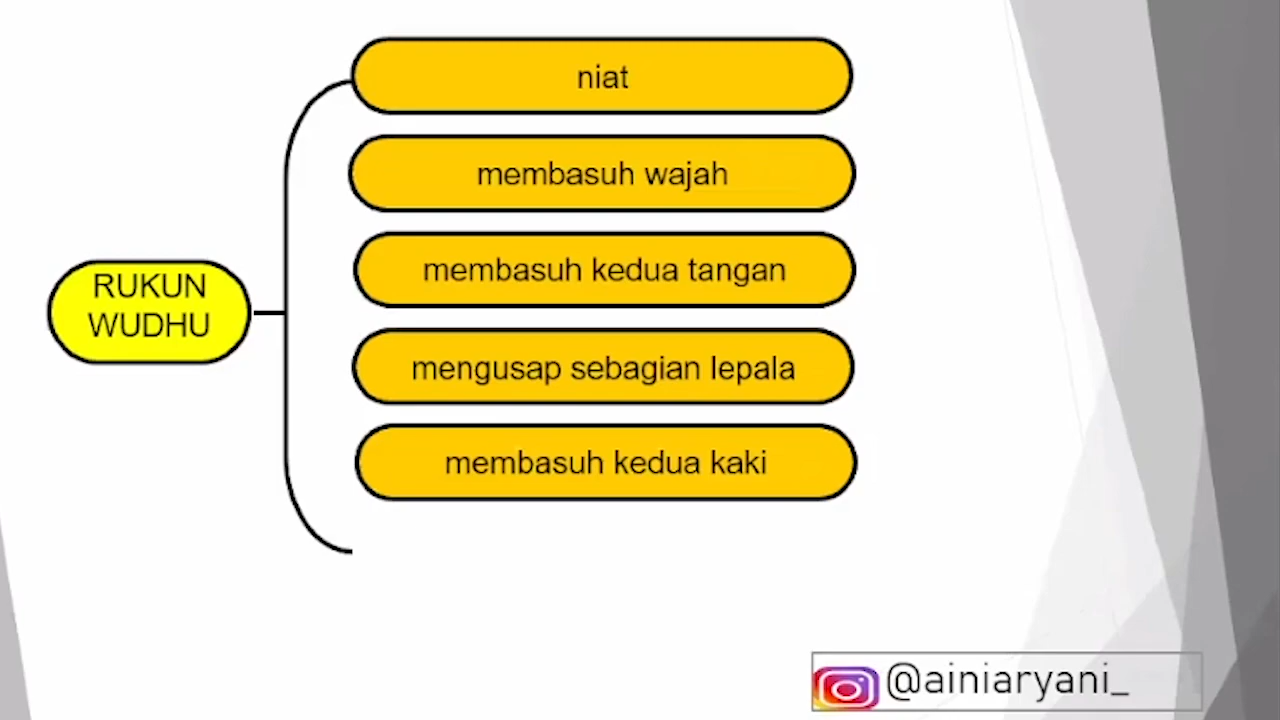 RUKUN
WUDHU
niat
membasuh wajah
membasuh kedua tangan
mengusap sebagian lepala
membasuh kedua kaki
@ainiaryani_